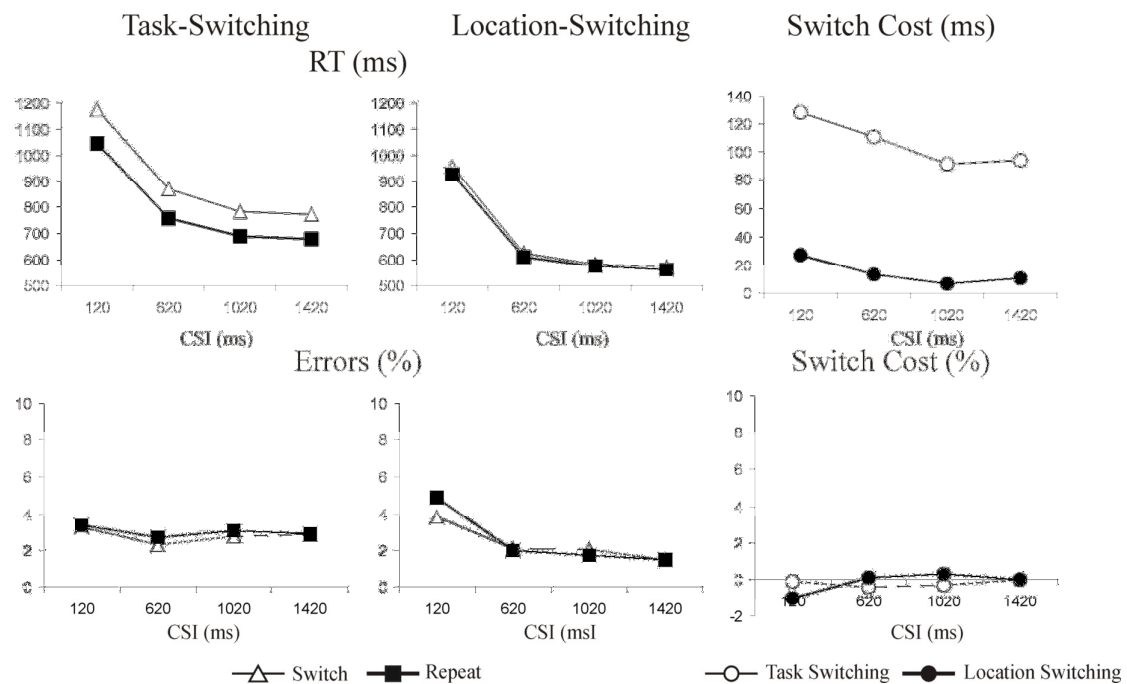 Task-Switching Location-Switching Switch Cost (ms)
RT (ms)
1200 1200 140
1100 1100 120
1000 1000 100
900 900 80
800 800 60
700 700 40
600 600 20
500 500 0
120 620 1020 1420 120 620 1020 1420 120 620 1020 1420
CSI (ms) CSI (ms) CSI (ms)
Errors (%) Switch Cost (%)
10 10 10
8 8 8
6 6 6
4 4 4
2 2 2
0 0 0
-2
120 620 1020 1420 120 620 1020 1420 120 620 1020 1420
CSI (ms) CSI (msI CSI (ms)
Switch Repeat Task Switching Location Switching